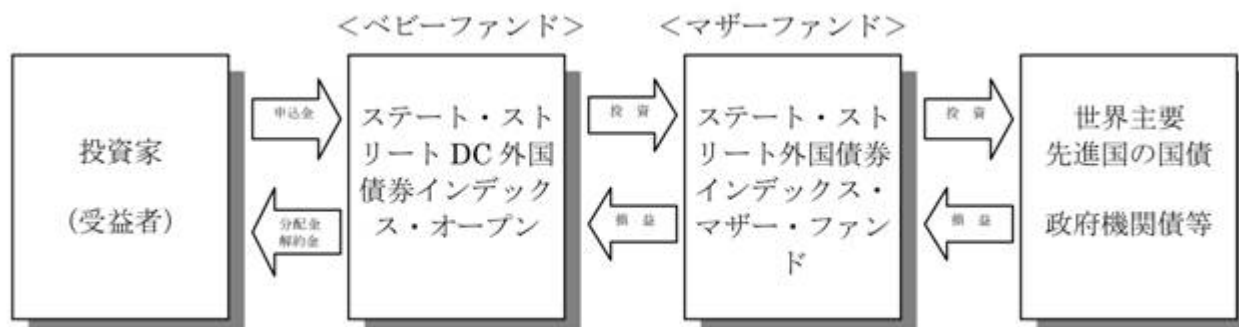 ＜ベビーファンド＞
＜マザーファンド＞
投資家
（受益者）
申込金
分配金
解約金
ステート・スト
リート DC 外国
債券インデック
ス・オープン
投 資
損 益
ステート・スト
リート外国債券
インデックス・
マザー・ファン
ド
投 資
損 益
世界主要
先進国の国債
政府機関債等